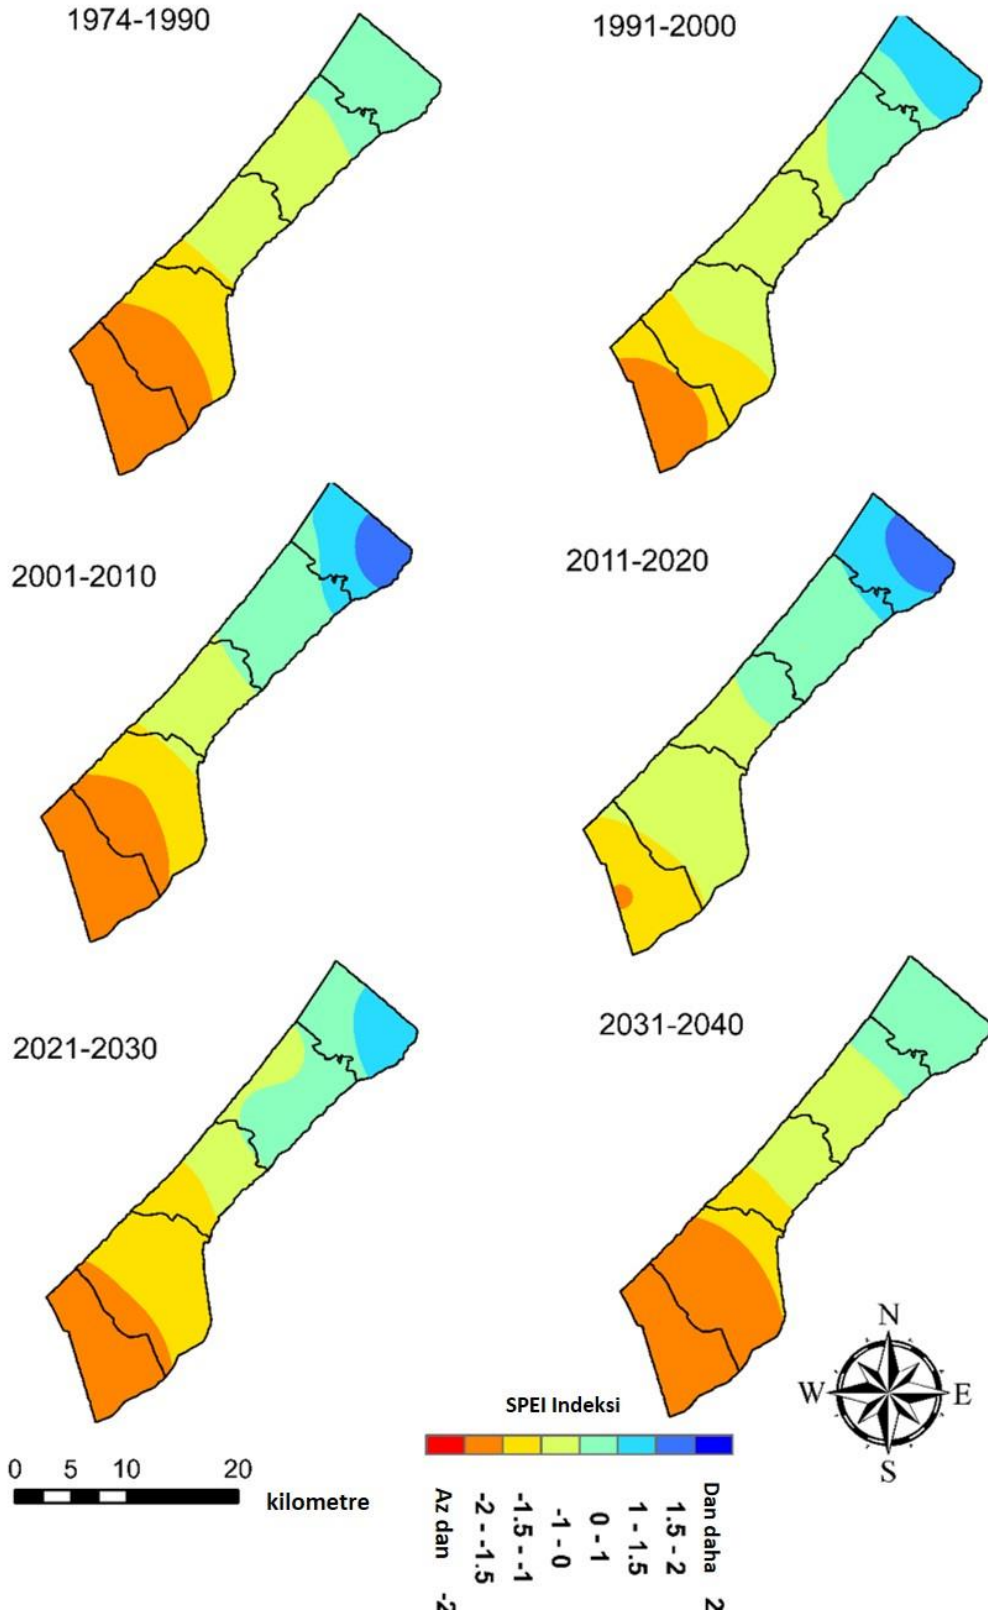 1974-1990
1991-2000
2001-2010
2011-2020
2021-2030
2031-2040
N
W E
S
SPEI Indeksi
0 5 10 20
kilometre
Az dan -2
-2 - -1.5
-1.5 - -1
-1 - 0
0 - 1
1 - 1.5
1.5 - 2
Dan daha 2